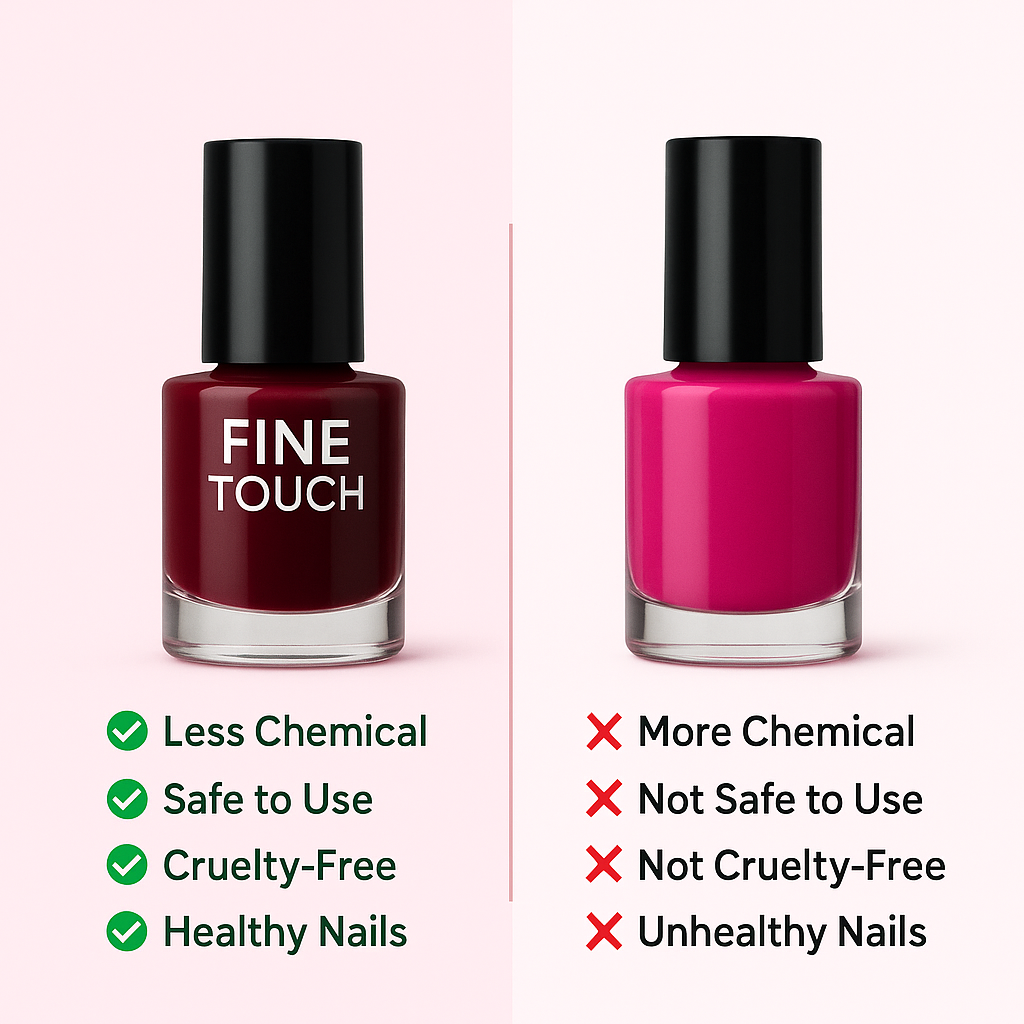 FINE
TOUCH
Less Chemical
Safe to Use
Cruelty-Free
Healthy Nails
More Chemical
Not Safe to Use
Not Cruelty-Free
Unhealthy Nails